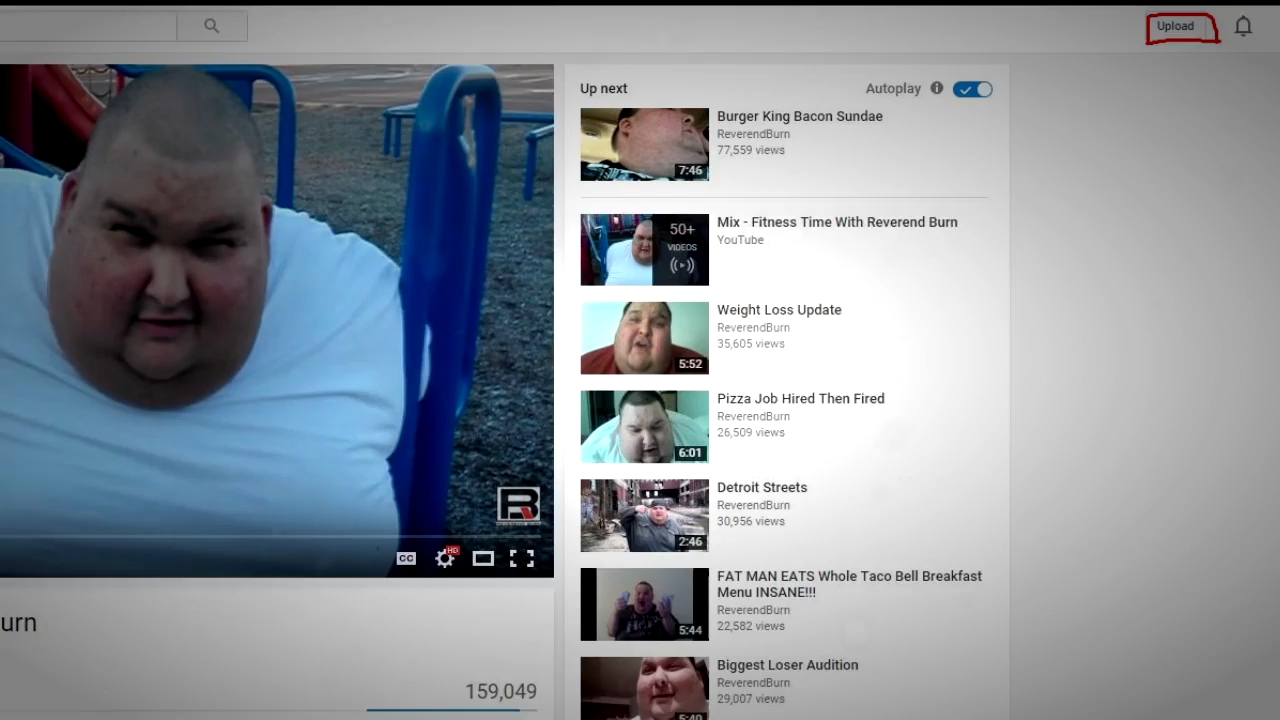 Upload
Up next
Autoplay
Burger King Bacon Sundae
ReverendBurn
77,559 views
7:46
50+
VIDEOS
Mix - Fitness Time With Reverend Burn
YouTube
Weight Loss Update
ReverendBurn
35,605 views
5:52
Pizza Job Hired Then Fired
ReverendBurn
26,509 views
6:01
Detroit Streets
ReverendBurn
30,956 views
2:46
R
CC
HD
FAT MAN EATS Whole Taco Bell Breakfast
Menu INSANE!!!
ReverendBurn
22,582 views
5:44
urn
Biggest Loser Audition
ReverendBurn
29,007 views
5:40
159,049